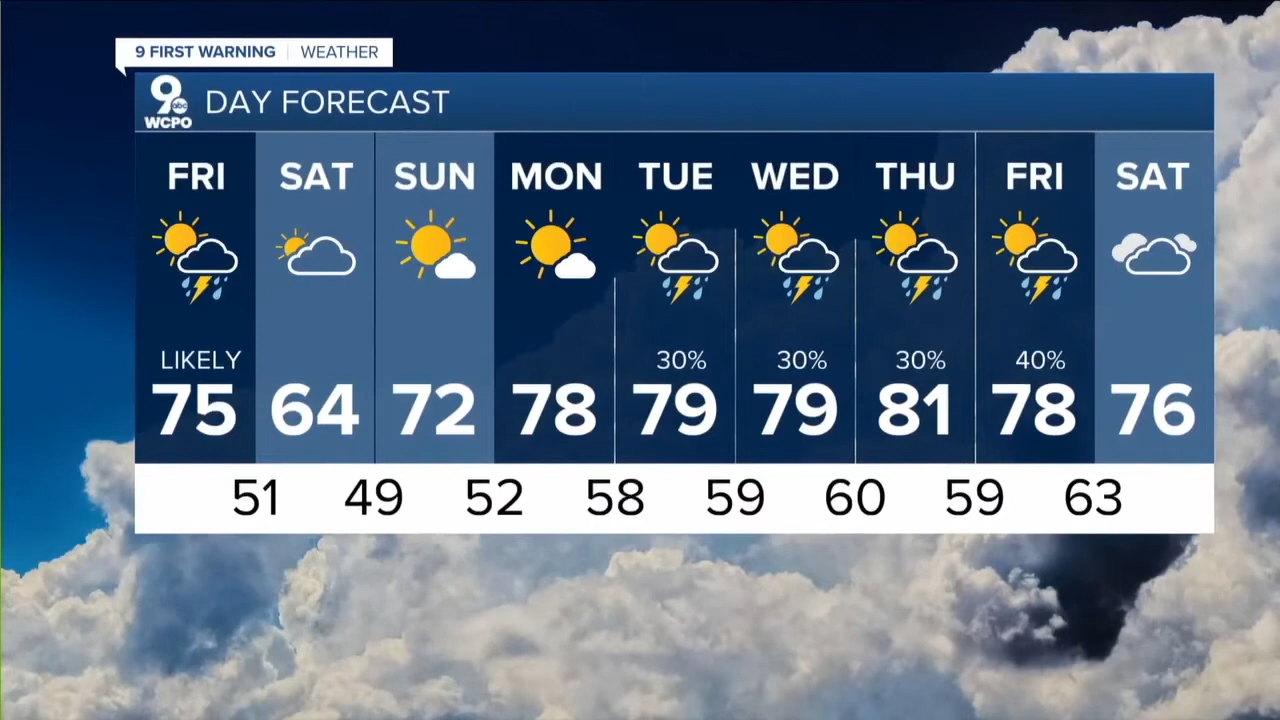 9 FIRST WARNING | WEATHER
9 abc
WCPO
DAY FORECAST
FRI SAT SUN MON TUE WED THU FRI SAT
LIKELY 30% 30% 30% 40%
75 64 72 78 79 79 81 78 76
51 49 52 58 59 60 59 63